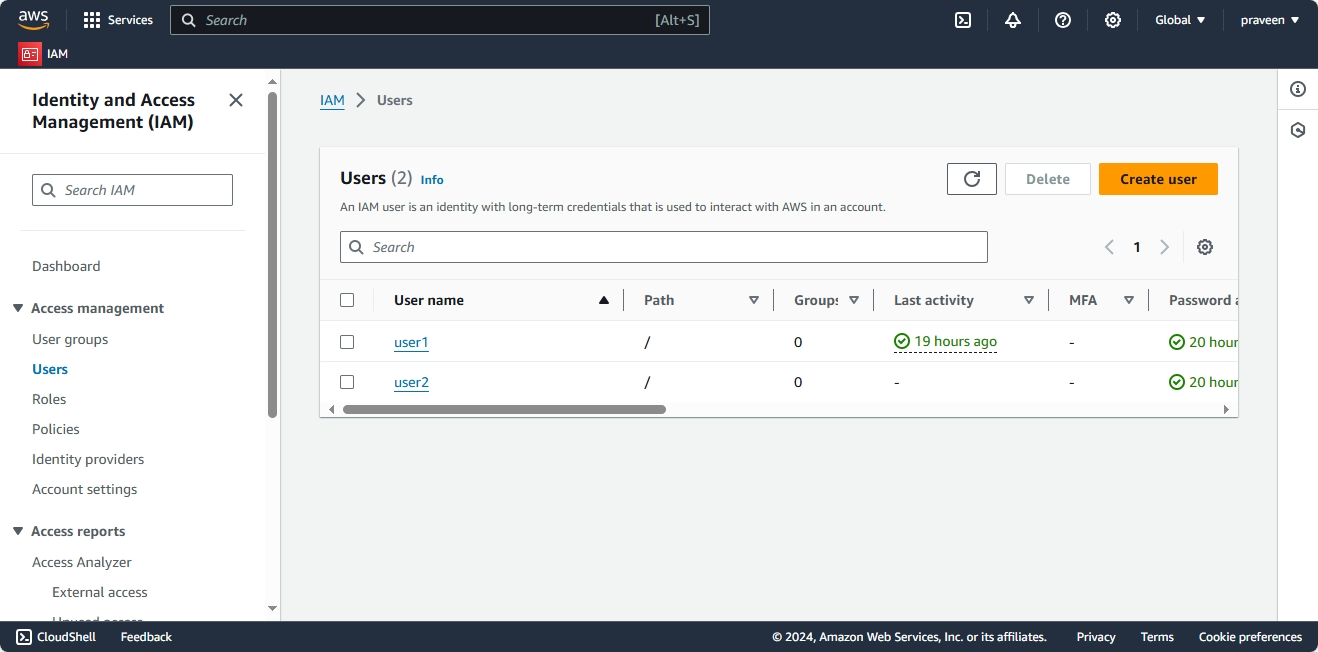 aws Services Search [Alt+S] Global praveen
IAM
Identity and Access
Management (IAM)
Search IAM
Dashboard
Access management
User groups
Users
Roles
Policies
Identity providers
Account settings
Access reports
Access Analyzer
External access
Unused access
IAM > Users
Users (2) Info
Delete Create user
An IAM user is an identity with long-term credentials that is used to interact with AWS in an account.
Search 1
User name Path Groups Last activity MFA Password a
user1 / 0 19 hours ago - 20 hour
user2 / 0 - - 20 hour
CloudShell Feedback © 2024, Amazon Web Services, Inc. or its affiliates. Privacy Terms Cookie preferences